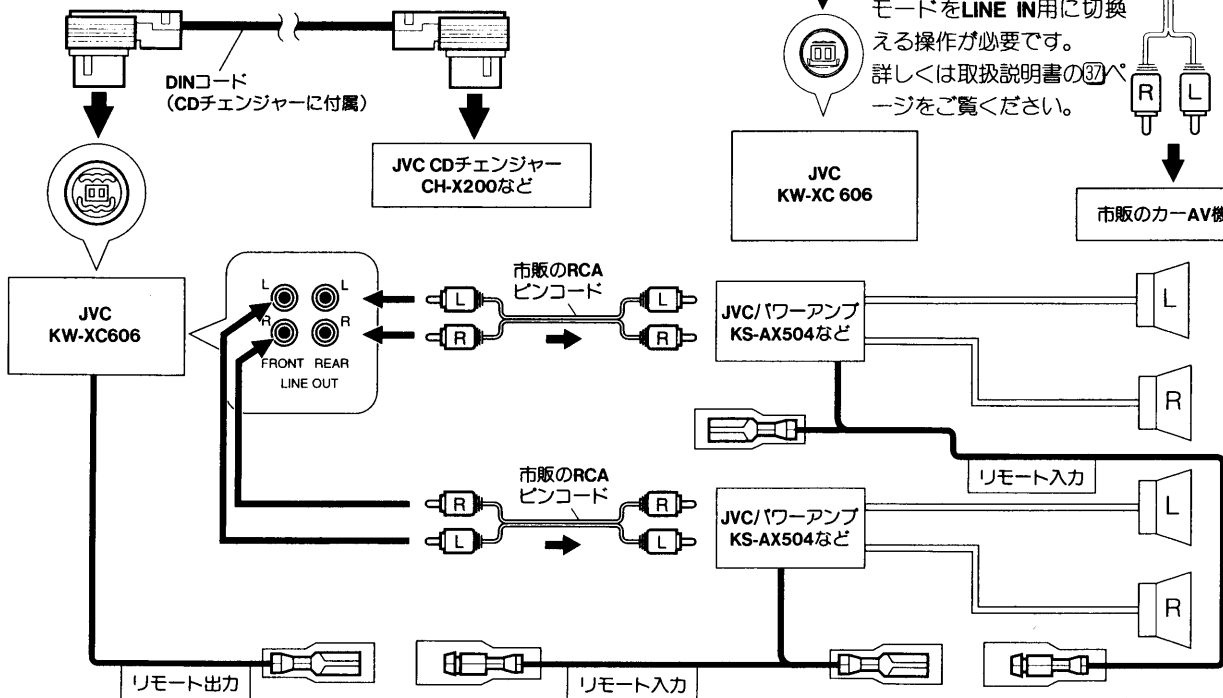 モードをLINE IN用に切換
える操作が必要です。
詳しくは取扱説明書の37ペ
ージをご覧ください。
DINコード
（CDチェンジャーに付属）
JVC CDチェンジャー
CH-X200など
JVC
KW-XC 606
R L
市販のカーAV機
JVC
KW-XC606
L L
R R
FRONT REAR
LINE OUT
市販のRCA
ピンコード
L L
R R
JVCパワーアンプ
KS-AX504など
L
R
リモート入力
市販のRCA
ピンコード
R R
L L
JVCパワーアンプ
KS-AX504など
L
R
リモート出力
リモート入力